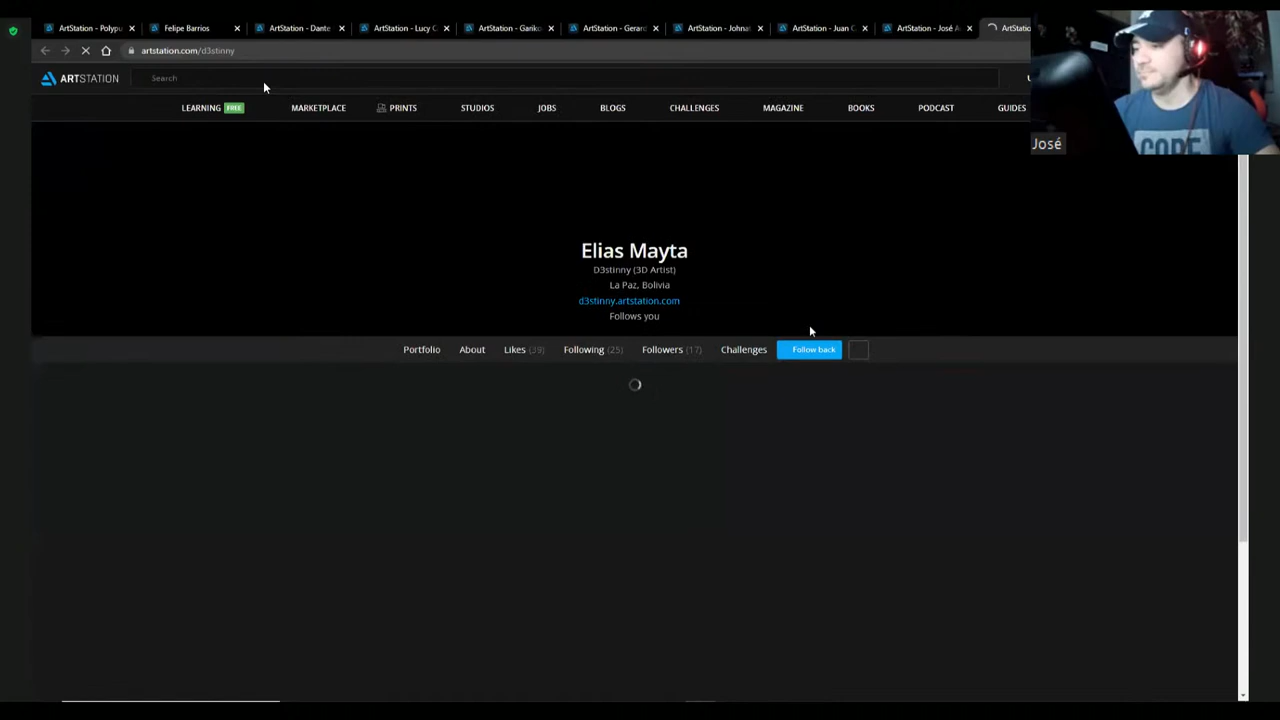 ArtStation - Polypu
Felipe Barrios
ArtStation - Dante
ArtStation - Lucy C
ArtStation - Gariko
ArtStation - Gerard
ArtStation - Johna
ArtStation - Juan C
ArtStation - José A
ArtStatio
artstation.com/d3stinny
ARTSTATION
Search
LEARNING FREE
MARKETPLACE
PRINTS
STUDIOS
JOBS
BLOGS
CHALLENGES
MAGAZINE
BOOKS
PODCAST
GUIDES
José
Elias Mayta
D3stinny (3D Artist)
La Paz, Bolivia
d3stinny.artstation.com
Follows you
Portfolio
About
Likes (39)
Following (25)
Followers (17)
Challenges
Follow back